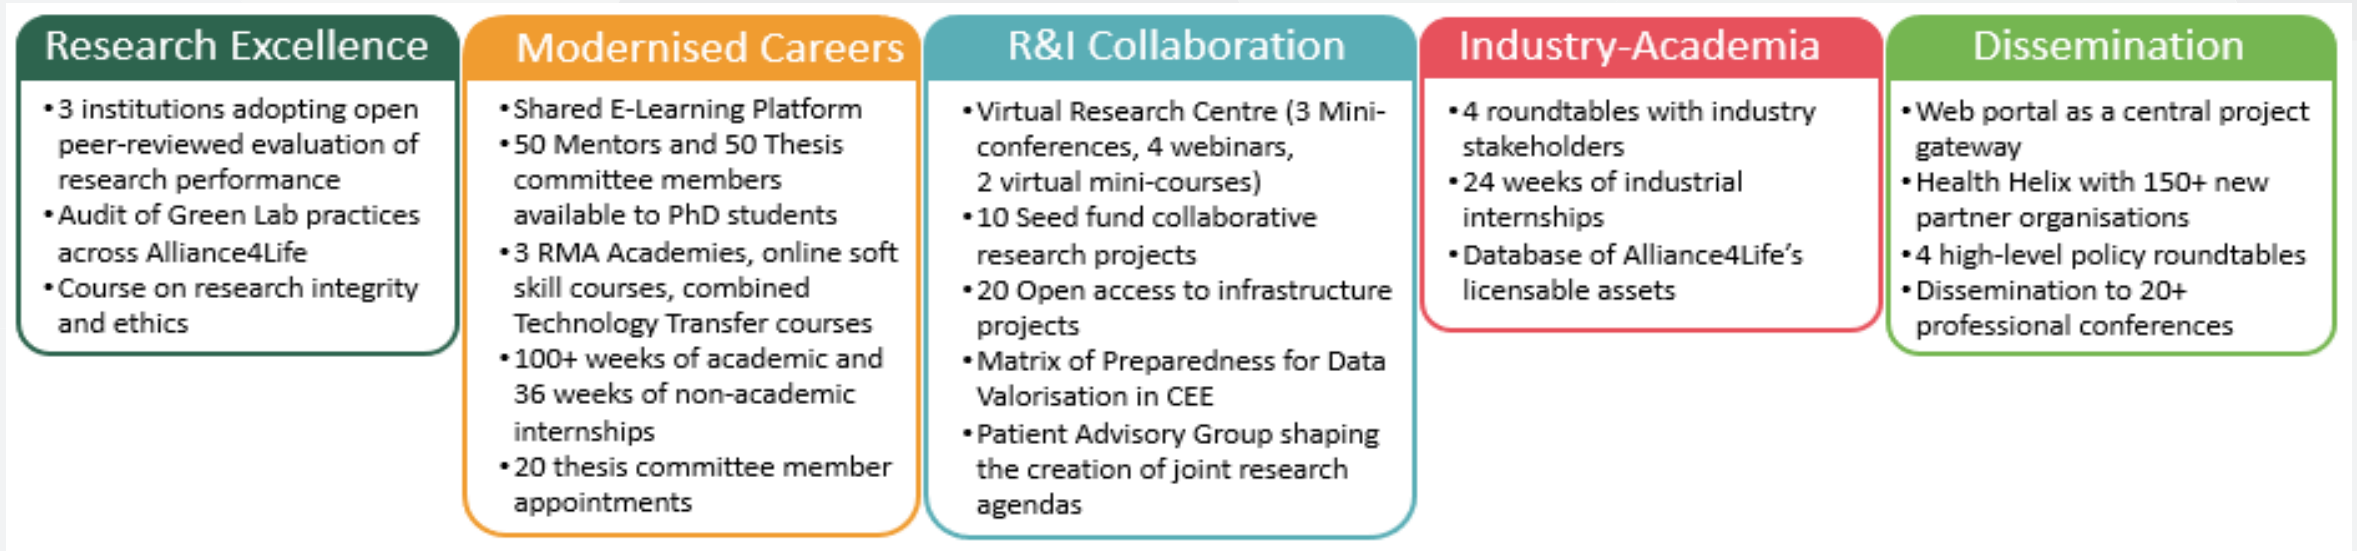 Research Excellence
•3 institutions adopting open
peer-reviewed evaluation of
research performance
•Audit of Green Lab practices
across Alliance4Life
•Course on research integrity
and ethics
Modernised Careers
•Shared E-Learning Platform
•50 Mentors and 50 Thesis
committee members
available to PhD students
•3 RMA Academies, online soft
skill courses, combined
Technology Transfer courses
•100+ weeks of academic and
36 weeks of non-academic
internships
•20 thesis committee member
appointments
R&I Collaboration
•Virtual Research Centre (3 Mini-
conferences, 4 webinars,
2 virtual mini-courses)
•10 Seed fund collaborative
research projects
•20 Open access to infrastructure
projects
•Matrix of Preparedness for Data
Valorisation in CEE
•Patient Advisory Group shaping
the creation of joint research
agendas
Industry-Academia
•4 roundtables with industry
stakeholders
•24 weeks of industrial
internships
•Database of Alliance4Life’s
licensable assets
Dissemination
•Web portal as a central project
gateway
•Health Helix with 150+ new
partner organisations
•4 high-level policy roundtables
•Dissemination to 20+
professional conferences